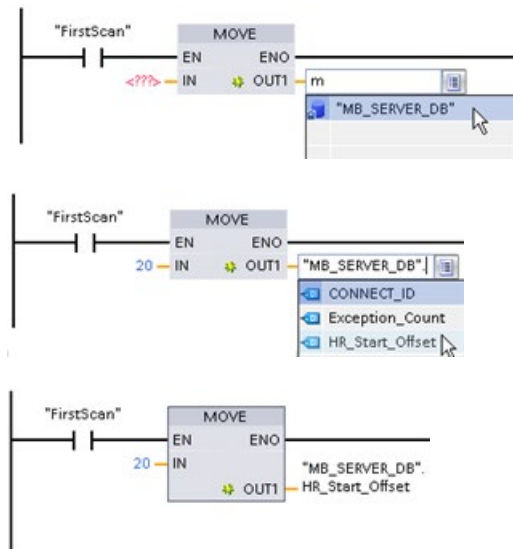 "FirstScan"
MOVE
EN ENO
<???> IN OUT1 m
"MB_SERVER_DB"
"FirstScan"
MOVE
EN ENO
20 IN OUT1 "MB_SERVER_DB".
CONNECT_ID
Exception_Count
HR_Start_Offset
"FirstScan"
MOVE
EN ENO
20 IN
"MB_SERVER_DB".
OUT1 HR_Start_Offset